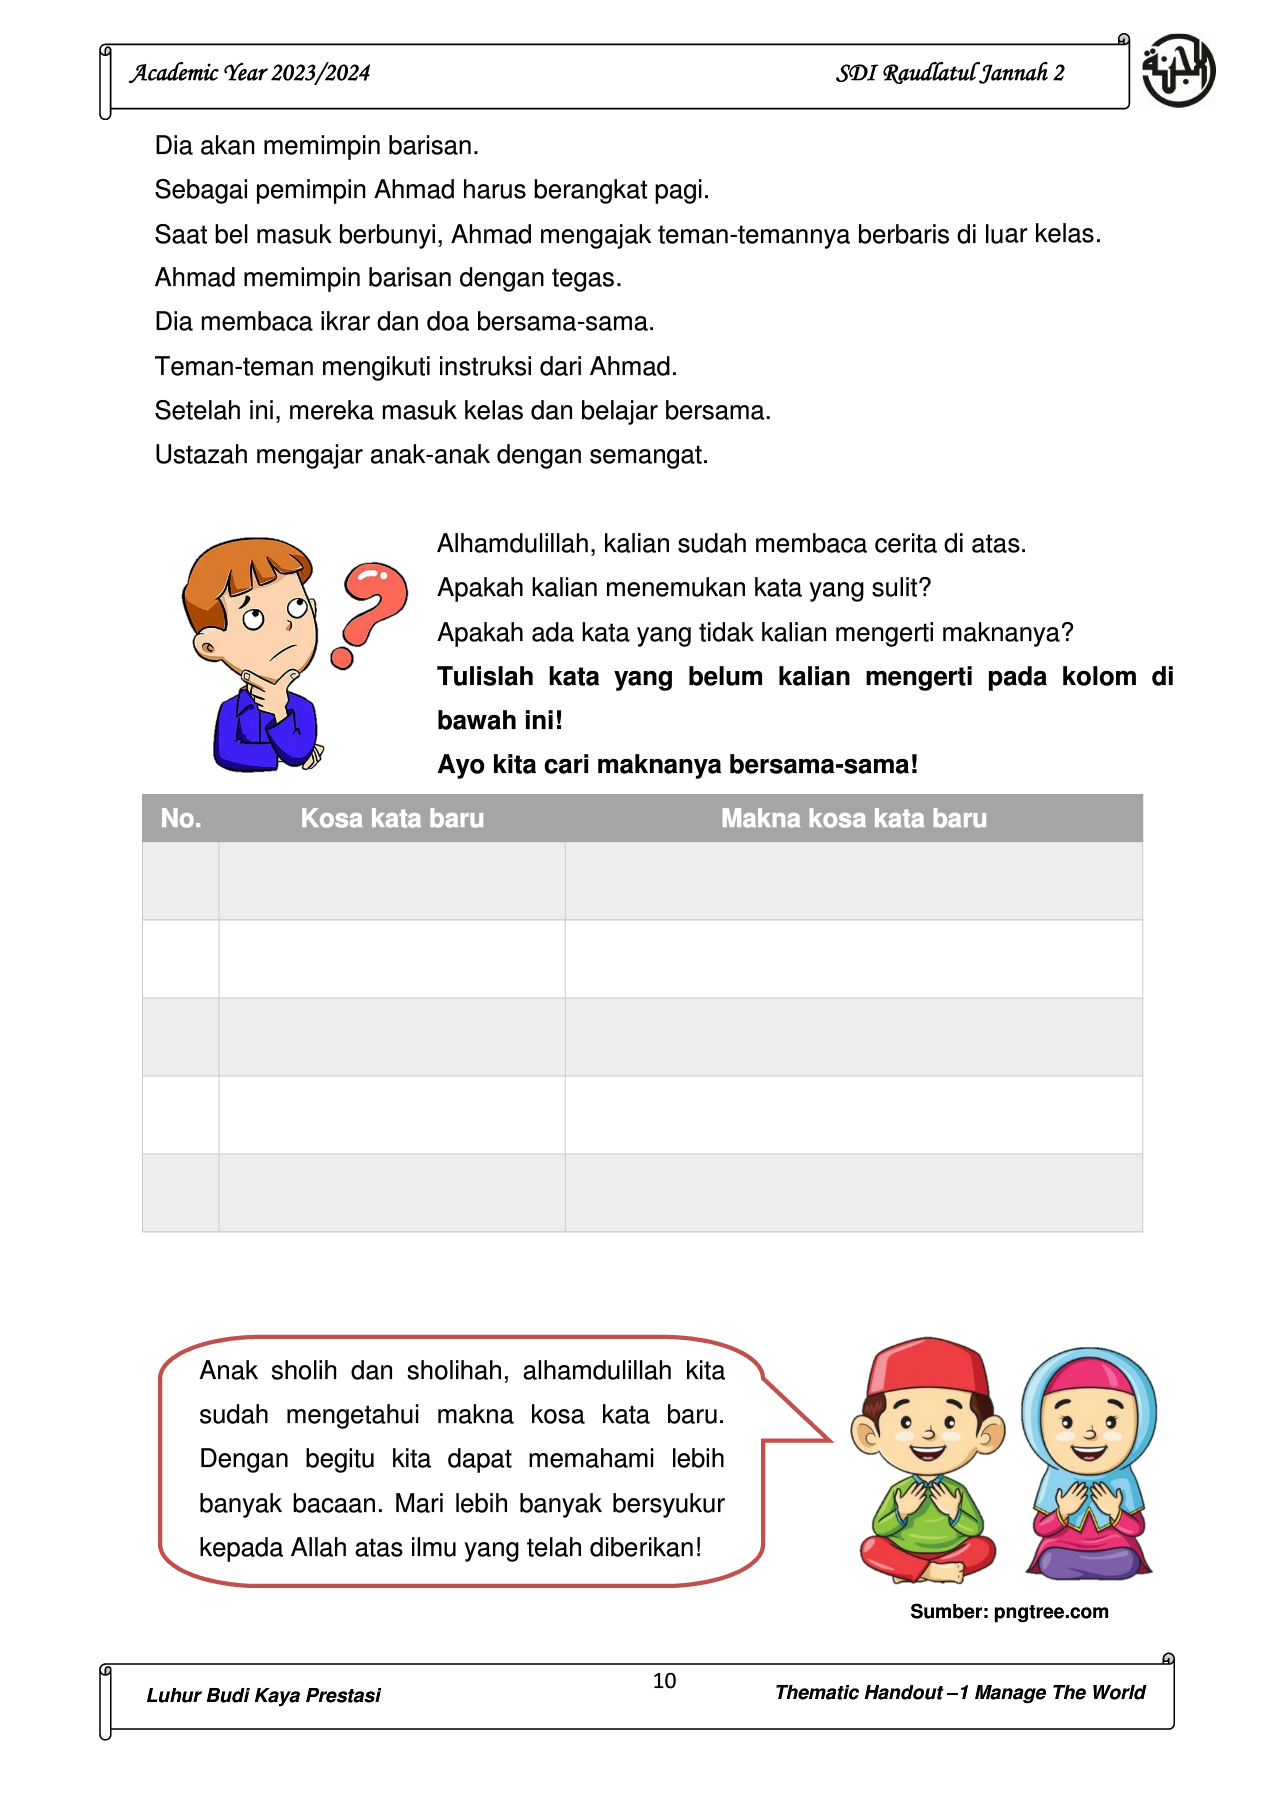 Academic Year 2023/2024
SDI Raudlatul Jannah 2
Dia akan memimpin barisan.
Sebagai pemimpin Ahmad harus berangkat pagi.
Saat bel masuk berbunyi, Ahmad mengajak teman-temannya berbaris di luar kelas.
Ahmad memimpin barisan dengan tegas.
Dia membaca ikrar dan doa bersama-sama.
Teman-teman mengikuti instruksi dari Ahmad.
Setelah ini, mereka masuk kelas dan belajar bersama.
Ustazah mengajar anak-anak dengan semangat.
Alhamdulillah, kalian sudah membaca cerita di atas.
Apakah kalian menemukan kata yang sulit?
Apakah ada kata yang tidak kalian mengerti maknanya?
Tulislah kata yang belum kalian mengerti pada kolom di
bawah ini!
Ayo kita cari maknanya bersama-sama!
No. Kosa kata baru Makna kosa kata baru
Anak sholih dan sholihah, alhamdulillah kita
sudah mengetahui makna kosa kata baru.
Dengan begitu kita dapat memahami lebih
banyak bacaan. Mari lebih banyak bersyukur
kepada Allah atas ilmu yang telah diberikan!
Sumber: pngtree.com
Luhur Budi Kaya Prestasi
10
Thematic Handout –1 Manage The World